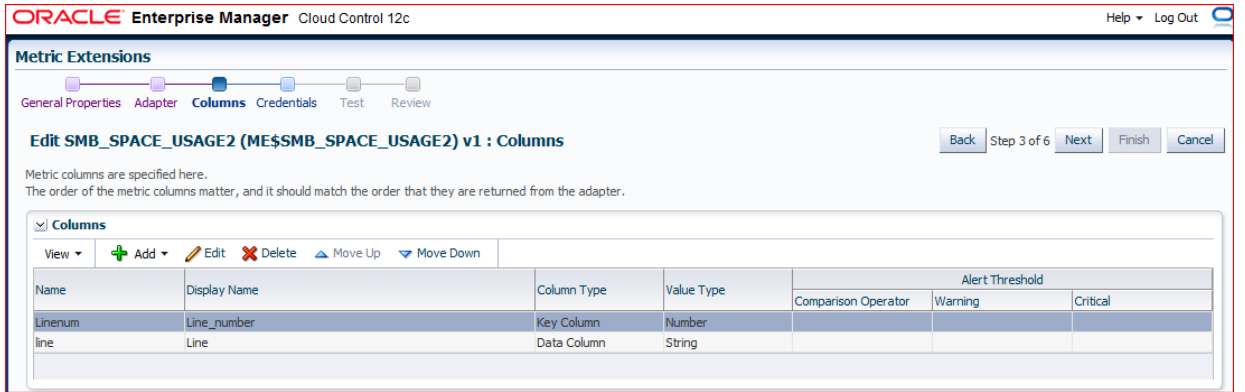 ORACLE Enterprise Manager Cloud Control 12c Help Log Out
Metric Extensions
General Properties Adapter Columns Credentials Test Review
Edit SMB_SPACE_USAGE2 (ME$SMB_SPACE_USAGE2) v1 : Columns Back Step 3 of 6 Next Finish Cancel
Metric columns are specified here.
The order of the metric columns matter, and it should match the order that they are returned from the adapter.
Columns
View Add Edit Delete Move Up Move Down
Name Display Name Column Type Value Type Alert Threshold
Comparison Operator Warning Critical
Linenum Line_number Key Column Number
line Line Data Column String